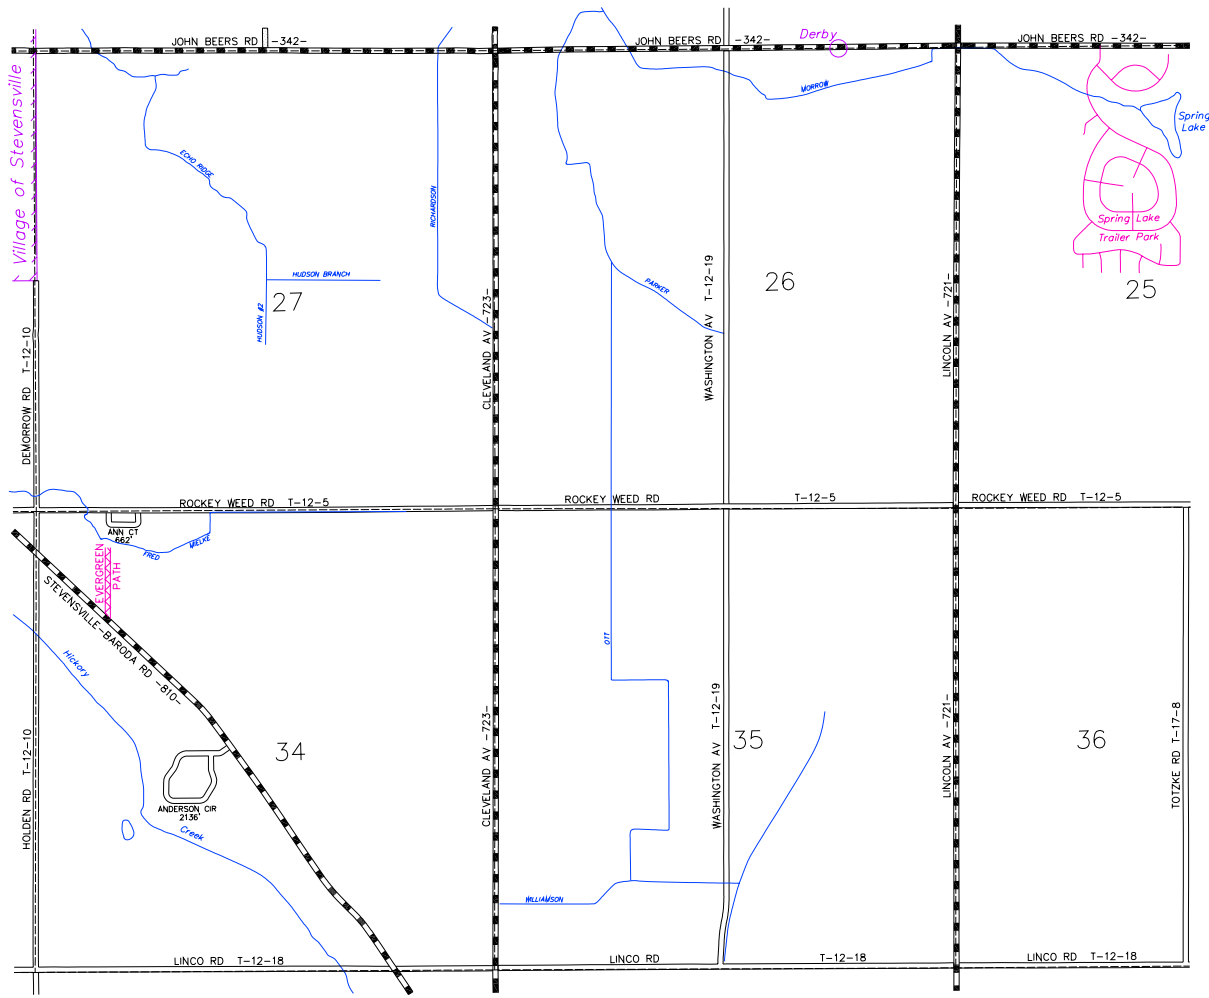 JOHN BEERS RD -342-
JOHN BEERS RD -342-
Derby
JOHN BEERS RD -342-
Village of Stevensville
MORROW
Spring
Lake
ECHO RIDGE
RICHARDSON
Spring Lake
Trailer Park
HUDSON BRANCH
PARKER
27
26
25
HUDSON #2
DEMORROW RD T-12-10
CLEVELAND AV -723-
WASHINGTON AV T-12-19
LINCOLN AV -721-
ROCKEY WEED RD T-12-5
ROCKEY WEED RD
T-12-5
ROCKEY WEED RD T-12-5
ANN CT
662'
FRED
MIELKE
EVERGREEN
PATH
STEVENSVILLE-BARODA RD -810-
Hickory
OTT
34
35
36
HOLDEN RD T-12-10
CLEVELAND AV -723-
WASHINGTON AV T-12-19
LINCOLN AV -721-
TOTZKE RD T-17-8
ANDERSON CIR
2136'
Creek
WILLIAMSON
LINCO RD T-12-18
LINCO RD
T-12-18
LINCO RD T-12-18